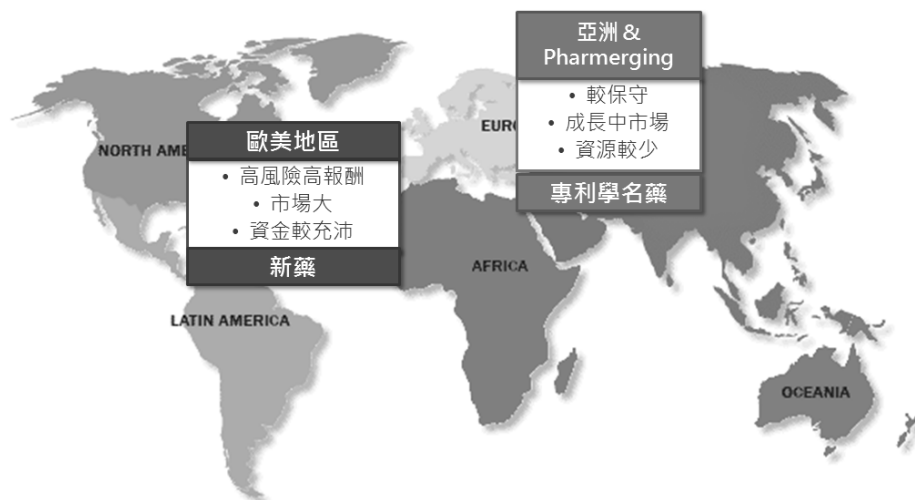 亞洲 &
Pharmerging
• 較保守
• 成長中市場
• 資源較少
專利學名藥
歐美地區
• 高風險高報酬
• 市場大
• 資金較充沛
新藥
NORTH AME
EURO
AFRICA
LATIN AMERICA
OCEANIA